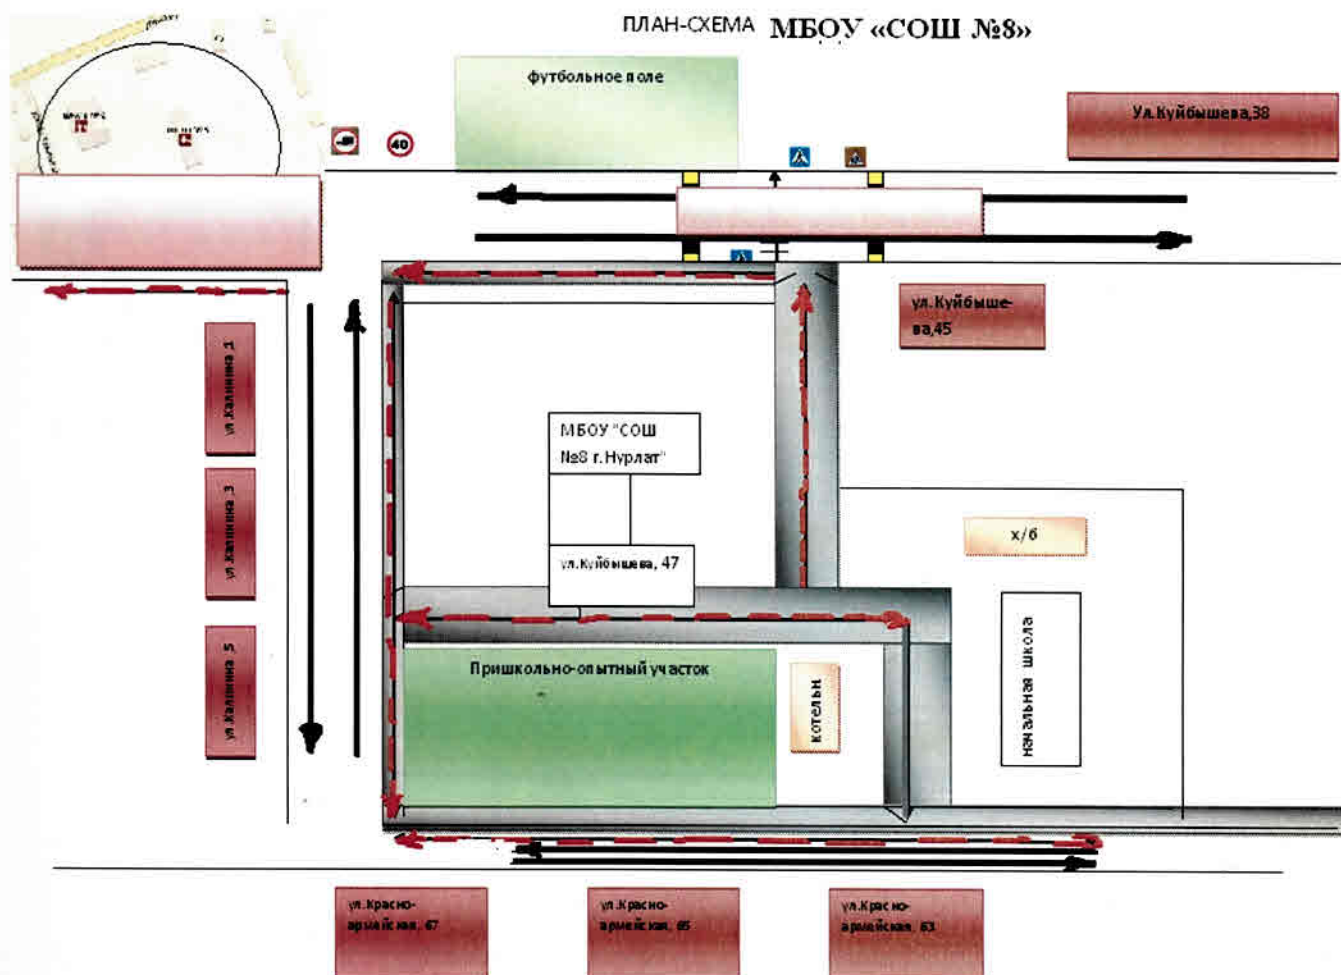 ПЛАН-СХЕМА МБОУ «СОШ №8»
футбольное поле
Ул.Куйбышева,38
40
ул.Куйбыше-
ва,45
ул.Калинина ,1
МБОУ "СОШ
№8 г.Нурлат"
ул.Калинина ,3
х/б
ул.Куйбышева, 47
ул.Калинина ,5
Пришкольно-опытный участок
котельн
начальная школа
ул.Красно-
армейская, 67
ул.Красно-
армейская, 65
ул.Красно-
армейская, 63